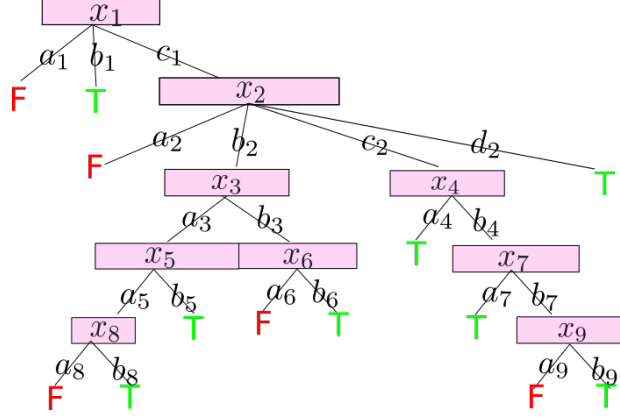 x₁
a₁ b₁ c₁
F T x₂
a₂ b₂ c₂ d₂
F x₃ x₄ T
a₃ b₃ a₄ b₄
x₅ x₆ T x₇
a₅ b₅ a₆ b₆ a₇ b₇
x₈ T F T T x₉
a₈ b₈ a₉ b₉
F T F T